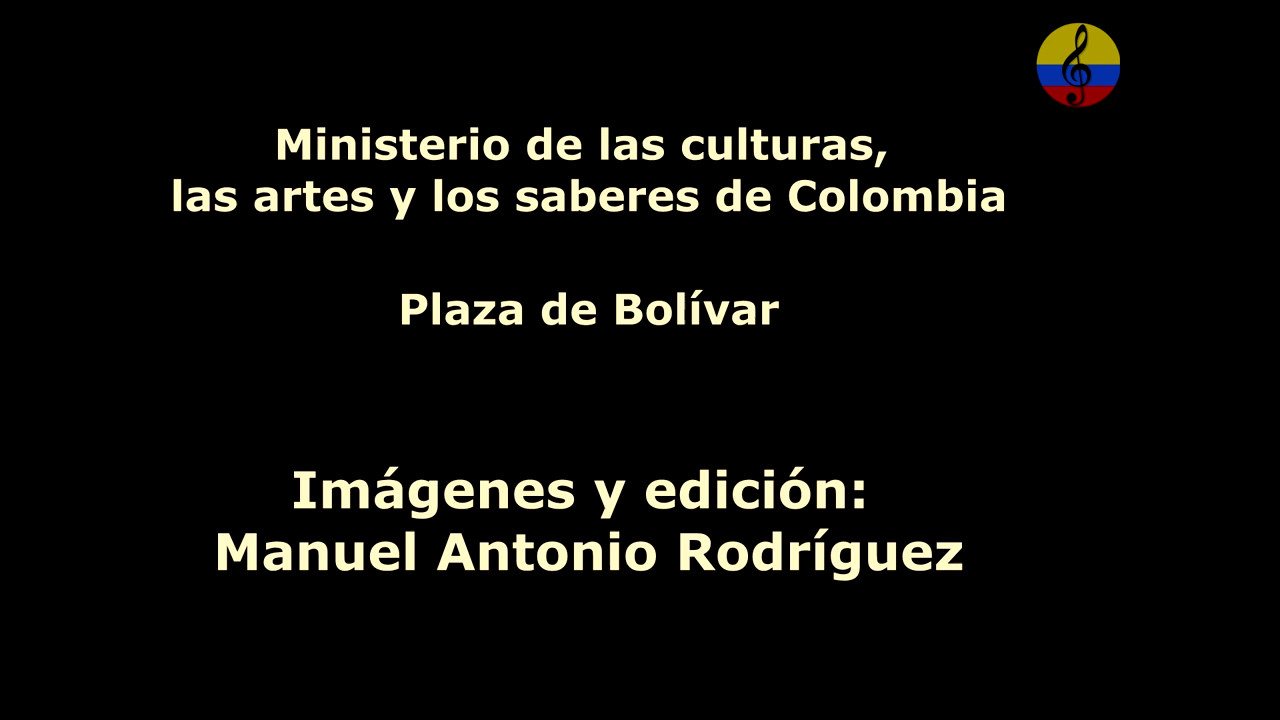 Ministerio de las culturas,
las artes y los saberes de Colombia
Plaza de Bolívar
Imágenes y edición:
Manuel Antonio Rodríguez